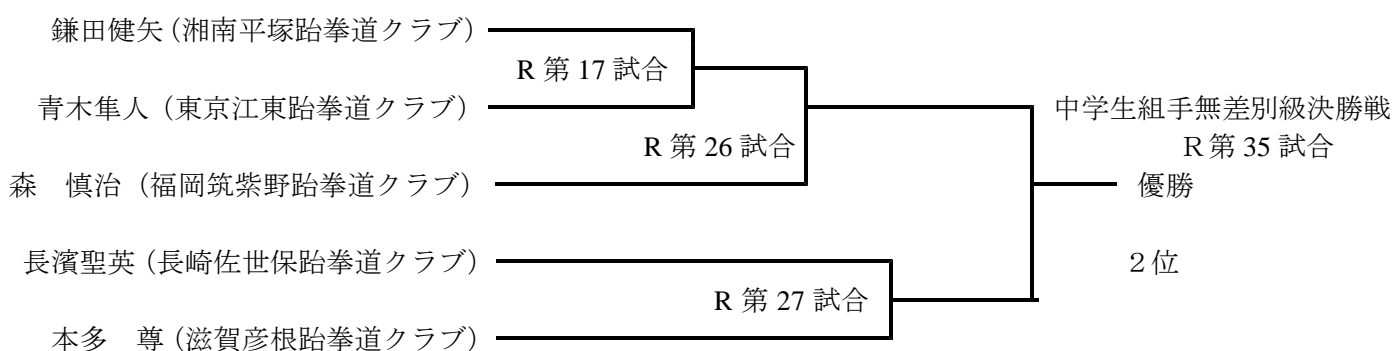 鎌田健矢（湘南平塚跆拳道クラブ）
R 第 17 試合
青木隼人（東京江東跆拳道クラブ）
中学生組手無差別級決勝戦
R 第 26 試合
Ｒ第 35 試合
森　慎治（福岡筑紫野跆拳道クラブ）
優勝
長濱聖英（長崎佐世保跆拳道クラブ）
２位
R 第 27 試合
本多　尊（滋賀彦根跆拳道クラブ）